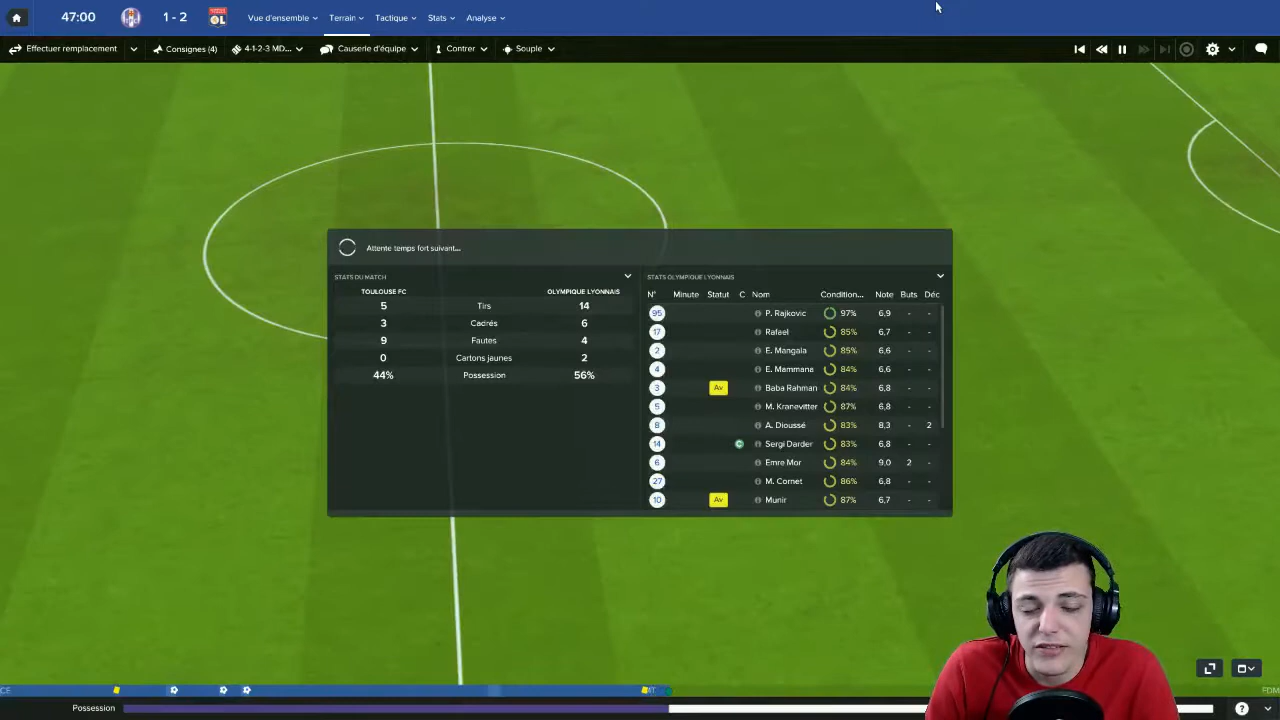 47:00 1 - 2 OL Vue d'ensemble Terrain Tactique Stats Analyse
Effectuer remplacement Consignes (4) 4-1-2-3 MD... Causerie d'équipe Contrer Souple
Attente temps fort suivant...
STATS DU MATCH
TOULOUSE FC OLYMPIQUE LYONNAIS
5 Tirs 14
3 Cadrés 6
9 Fautes 4
0 Cartons jaunes 2
44% Possession 56%
STATS OLYMPIQUE LYONNAIS
N° Minute Statut C Nom Condition... Note Buts Déc
95 P. Rajkovic 97% 6,9 - -
17 Rafael 85% 6,7 - -
2 E. Mangala 85% 6,6 - -
4 E. Mammana 84% 6,6 - -
3 Av Baba Rahman 84% 6,8 - -
5 M. Kranevitter 87% 6,8 - -
8 A. Dioussé 83% 8,3 - 2
14 C Sergi Darder 83% 6,8 - -
6 Emre Mor 84% 9,0 2 -
27 M. Cornet 86% 6,8 - -
10 Av Munir 87% 6,7 - -
CE FDM
Possession ?